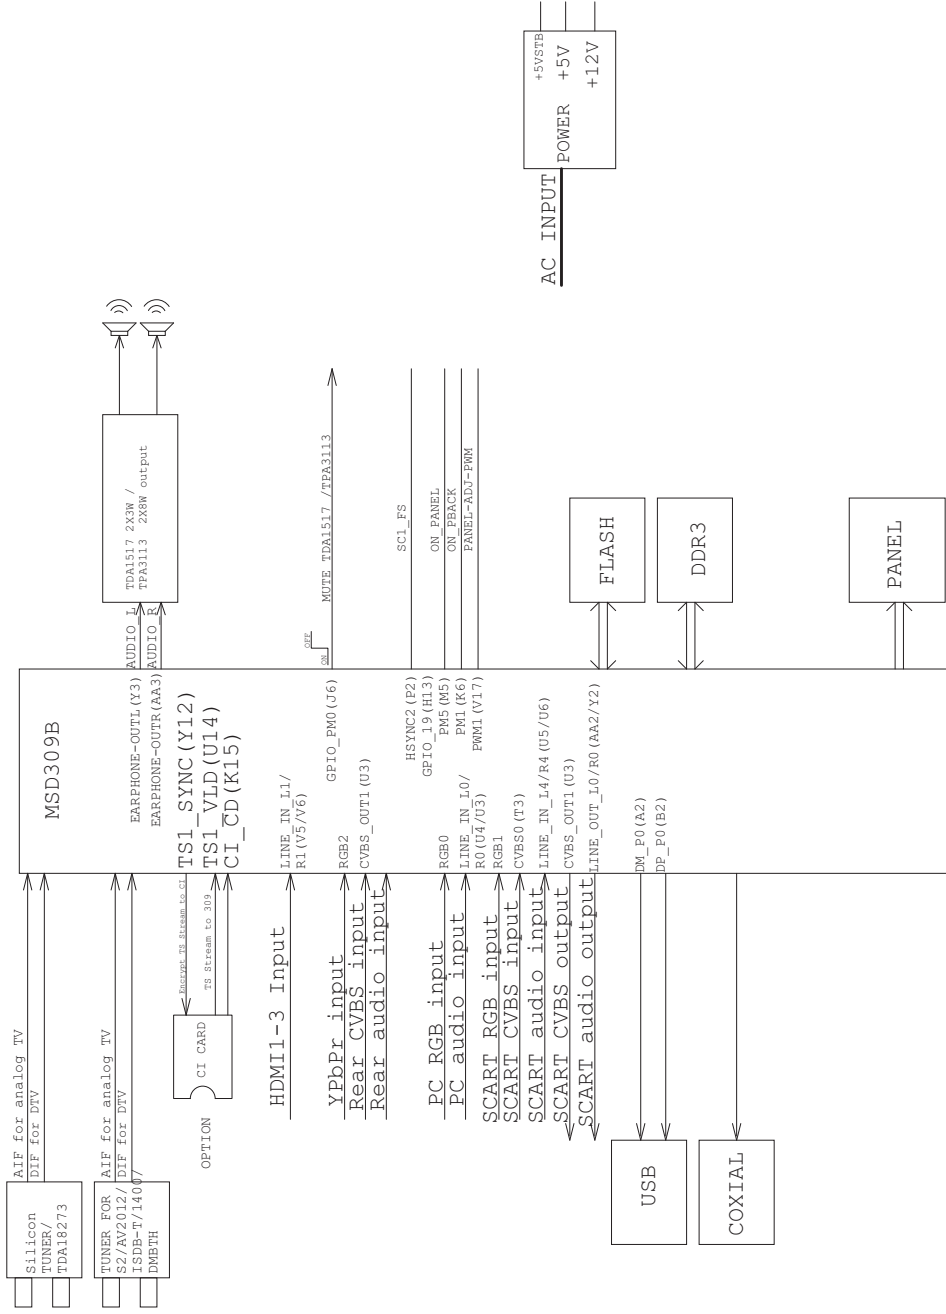 Silicon
TUNER/
TDA18273
AIF for analog TV
DIF for DTV
TUNER FOR
S2/AV2012/
ISDB-T/1400/
DMBTH
AIF for analog TV
DIF for DTV
OPTION
CI CARD
Encrypt TS Stream to CI
TS Stream to 309
HDMI1-3 Input
YPbPr input
Rear CVBS input
Rear audio input
PC RGB input
PC audio input
SCART RGB input
SCART CVBS input
SCART audio input
SCART CVBS output
SCART audio output
USB
COXIAL
MSD309B
EARPHONE-OUTL(Y3)
EARPHONE-OUTR(AA3)
TS1_SYNC(Y12)
TS1_VLD(U14)
CI_CD(K15)
LINE_IN_L1/
R1(V5/V6)
RGB2
CVBS_OUT1(U3)
RGB0
LINE_IN_L0/
R0(U4/U3)
RGB1
CVBS0(T3)
LINE_IN_L4/R4(U5/U6)
CVBS_OUT1(U3)
LINE_OUT_L0/R0(AA2/Y2)
DM_P0(A2)
DP_P0(B2)
GPIO_PM0(J6)
HSYNC2(P2)
GPIO_19(H13)
PM5(M5)
PM1(K6)
PWM1(V17)
AUDIO_L
AUDIO_R
TDA1517 2X3W /
TPA3113 2X8W output
ON
OFF
MUTE TDA1517 /TPA3113
SC1_FS
ON_PANEL
ON_PBACK
PANEL-ADJ-PWM
FLASH
DDR3
PANEL
AC INPUT
POWER
+5VSTB
+5V
+12V